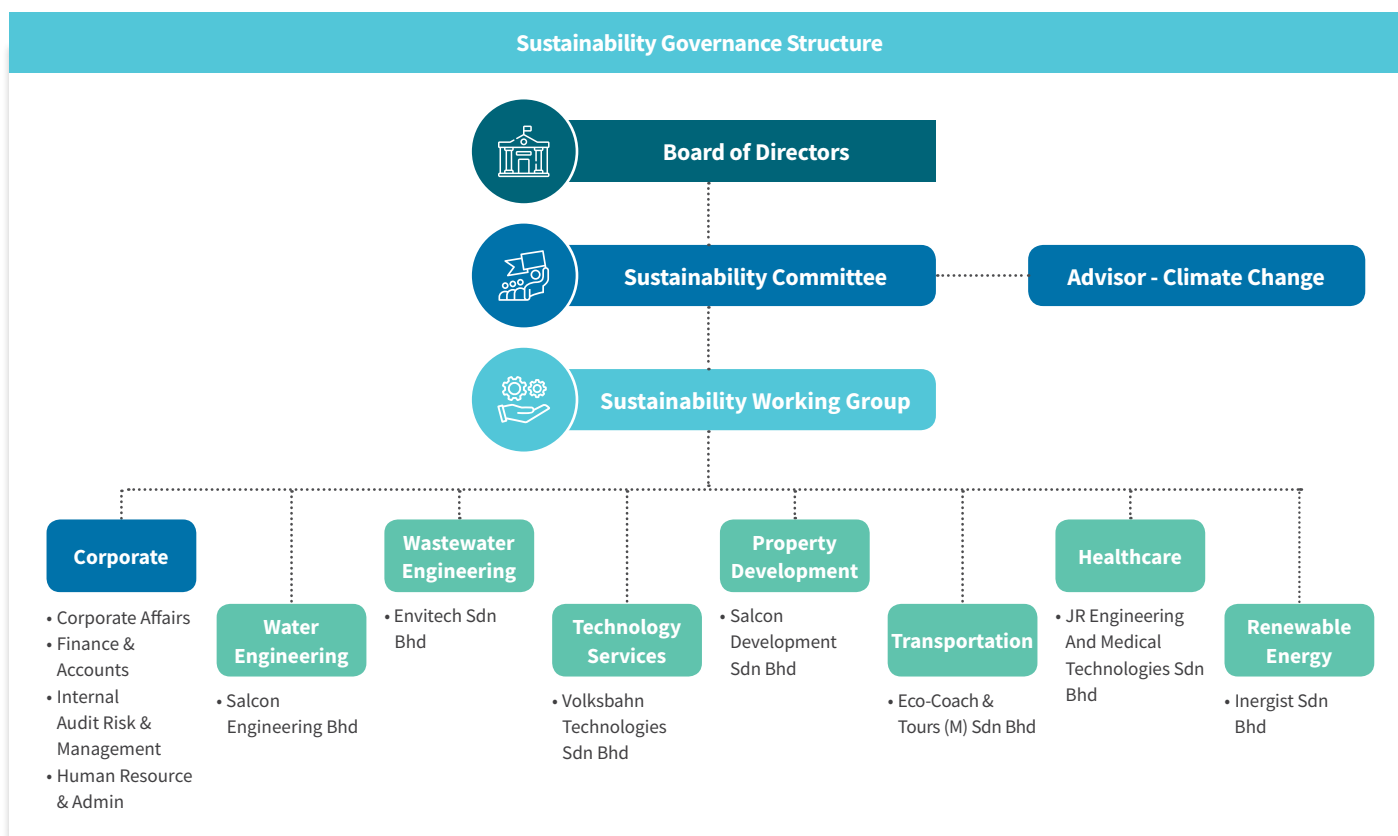 Sustainability Governance Structure
Board of Directors
Sustainability Committee
Advisor - Climate Change
Sustainability Working Group
Corporate
• Corporate Affairs
• Finance &
Accounts
• Internal
Audit Risk &
Management
• Human Resource
& Admin
Water
Engineering
• Salcon
Engineering Bhd
Wastewater
Engineering
• Envitech Sdn
Bhd
Technology
Services
• Volksbahn
Technologies
Sdn Bhd
Property
Development
• Salcon
Development
Sdn Bhd
Transportation
• Eco-Coach &
Tours (M) Sdn Bhd
Healthcare
• JR Engineering
And Medical
Technologies Sdn
Bhd
Renewable
Energy
• Inergist Sdn
Bhd